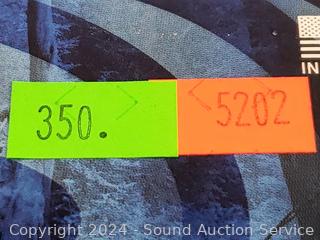 IN
350. 5202
Copyright 2024 - Sound Auction Service